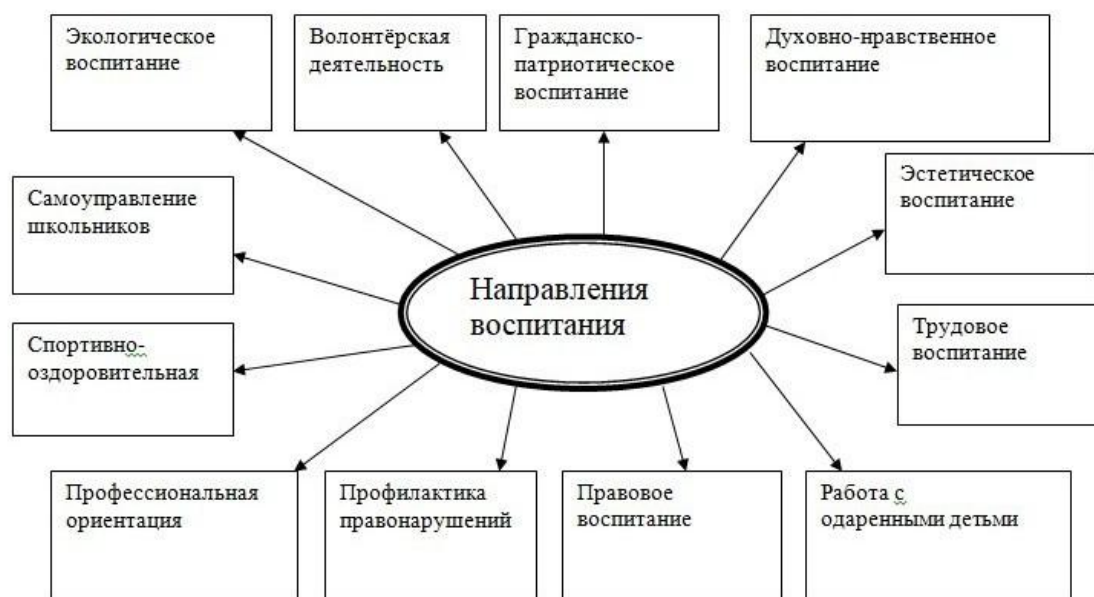 Экологическое
воспитание
Волонтёрская
деятельность
Гражданско-
патриотическое
воспитание
Духовно-нравственное
воспитание
Самоуправление
школьников
Эстетическое
воспитание
Направления
воспитания
Спортивно-
оздоровительная
Трудовое
воспитание
Профессиональная
ориентация
Профилактика
правонарушений
Правовое
воспитание
Работа с
одаренными детьми